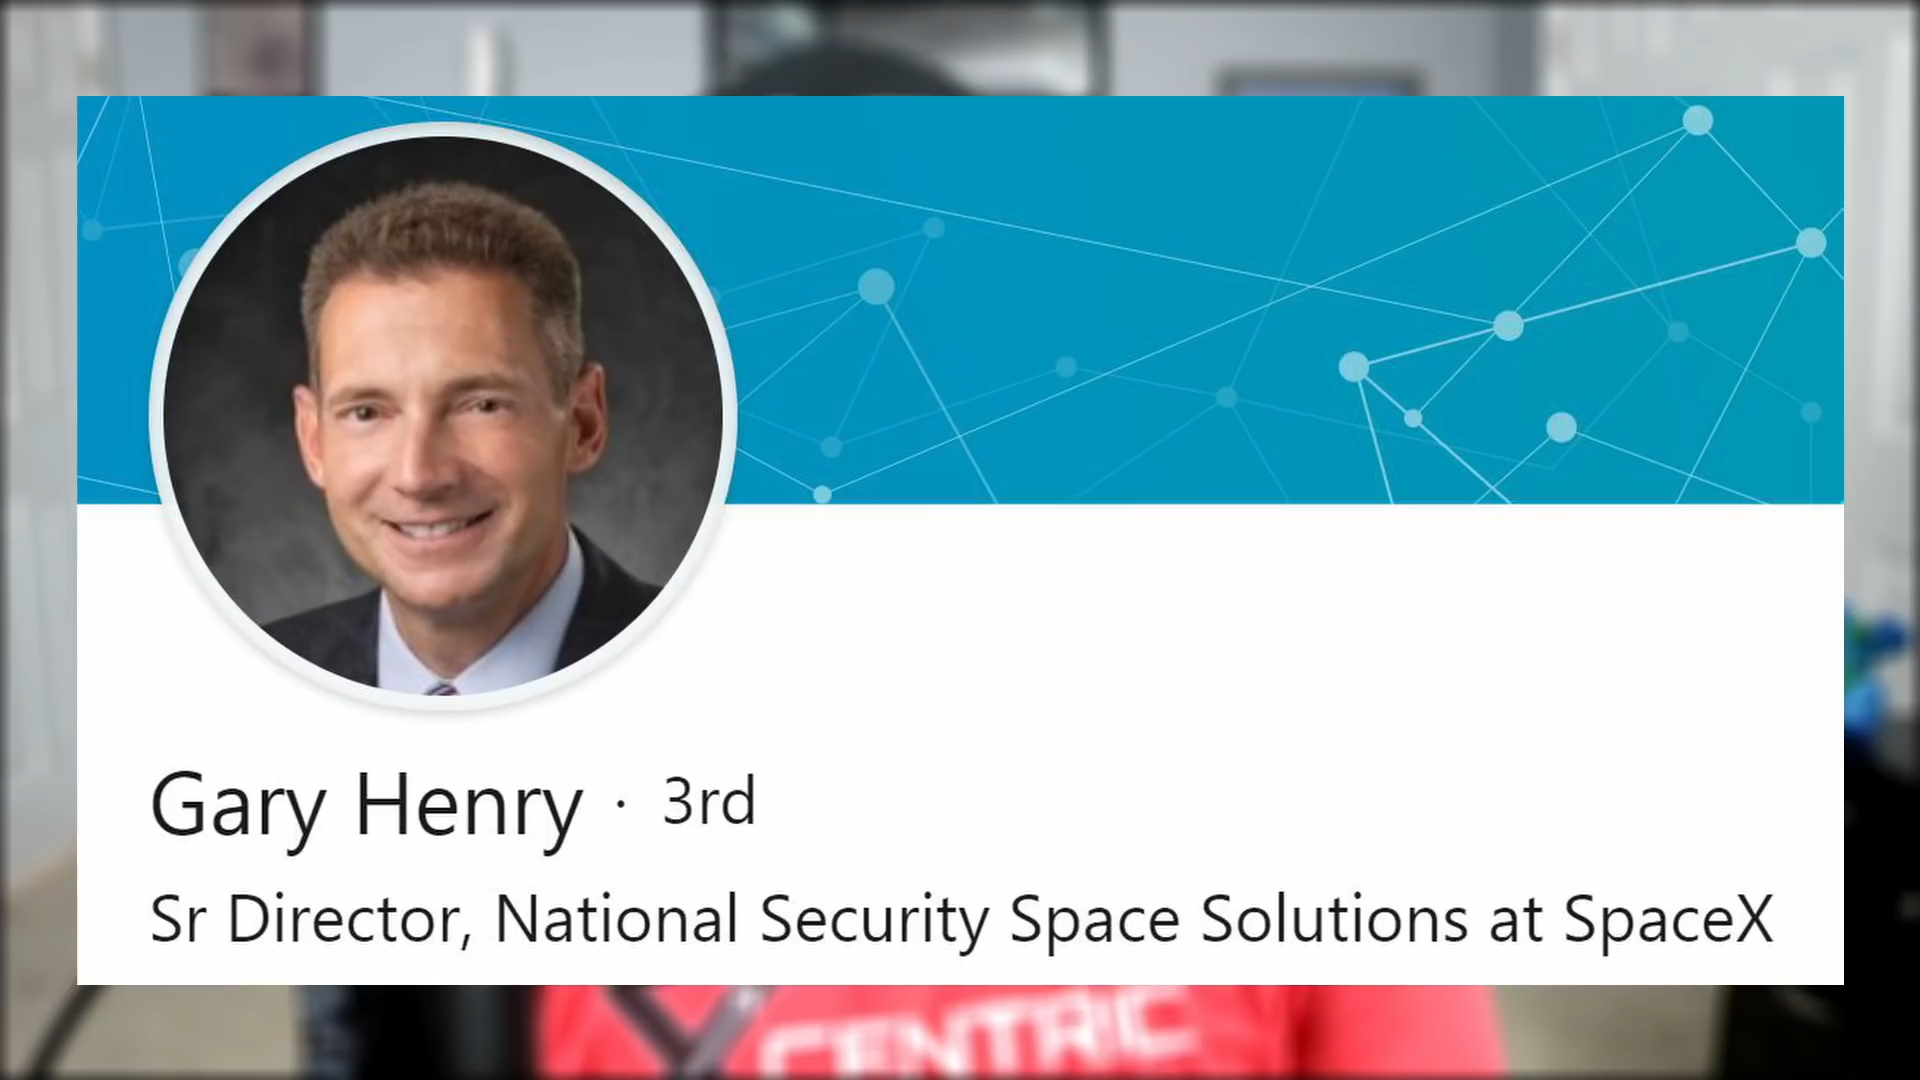 Gary Henry · 3rd
Sr Director, National Security Space Solutions at SpaceX
CENTRIC